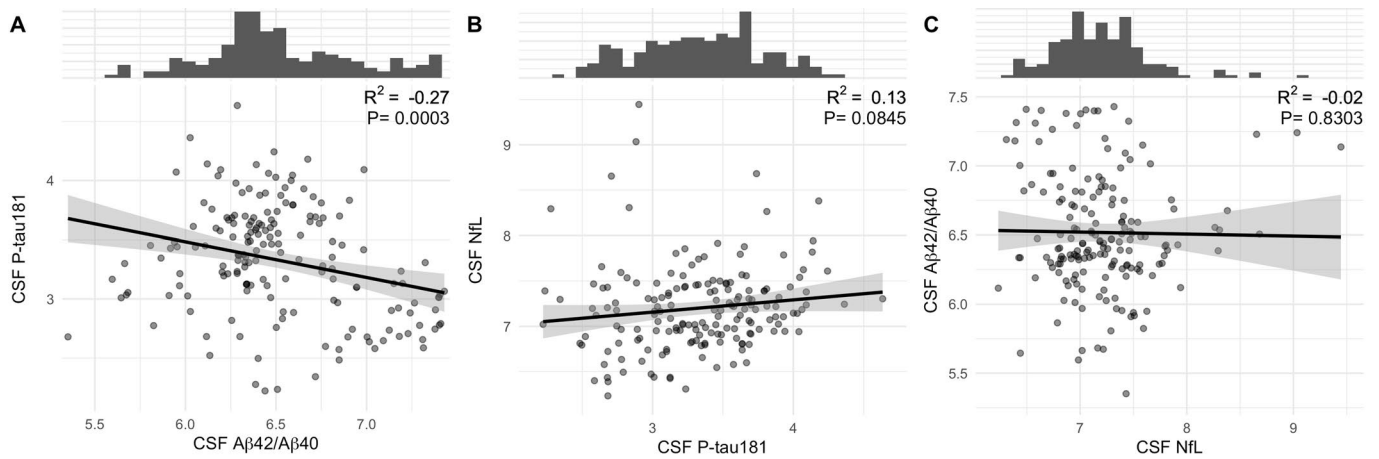 A
R² = -0.27
P= 0.0003
CSF P-tau181
4
3
5.5 6.0 6.5 7.0
CSF Aβ42/Aβ40
B
R² = 0.13
P= 0.0845
CSF NfL
9
8
7
3 4
CSF P-tau181
C
R² = -0.02
P= 0.8303
CSF Aβ42/Aβ40
7.5
7.0
6.5
6.0
5.5
7 8 9
CSF NfL